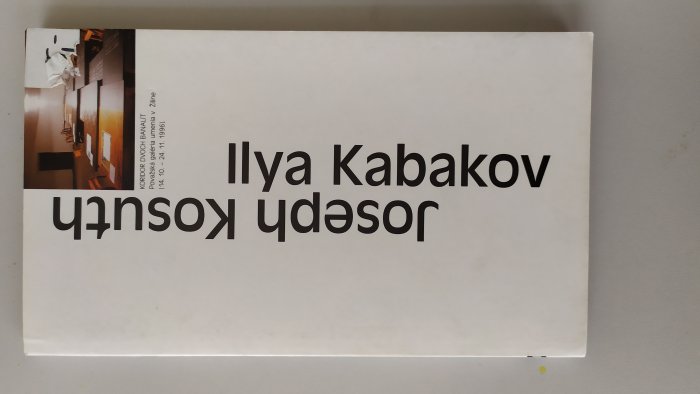 Ilya Kabakov
Joseph Kosuth
KORIDOR DVOCH BANALÍT
Považská galéria umenia v Žiline
(14. 10. – 24. 11. 1996)